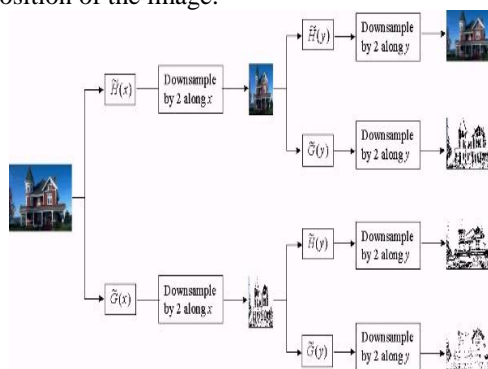 osition of the image.
H̃(y)
Downsample
by 2 along y
H̃(x)
Downsample
by 2 along x
G̃(y)
Downsample
by 2 along y
H̃(y)
Downsample
by 2 along y
G̃(x)
Downsample
by 2 along x
G̃(y)
Downsample
by 2 along y